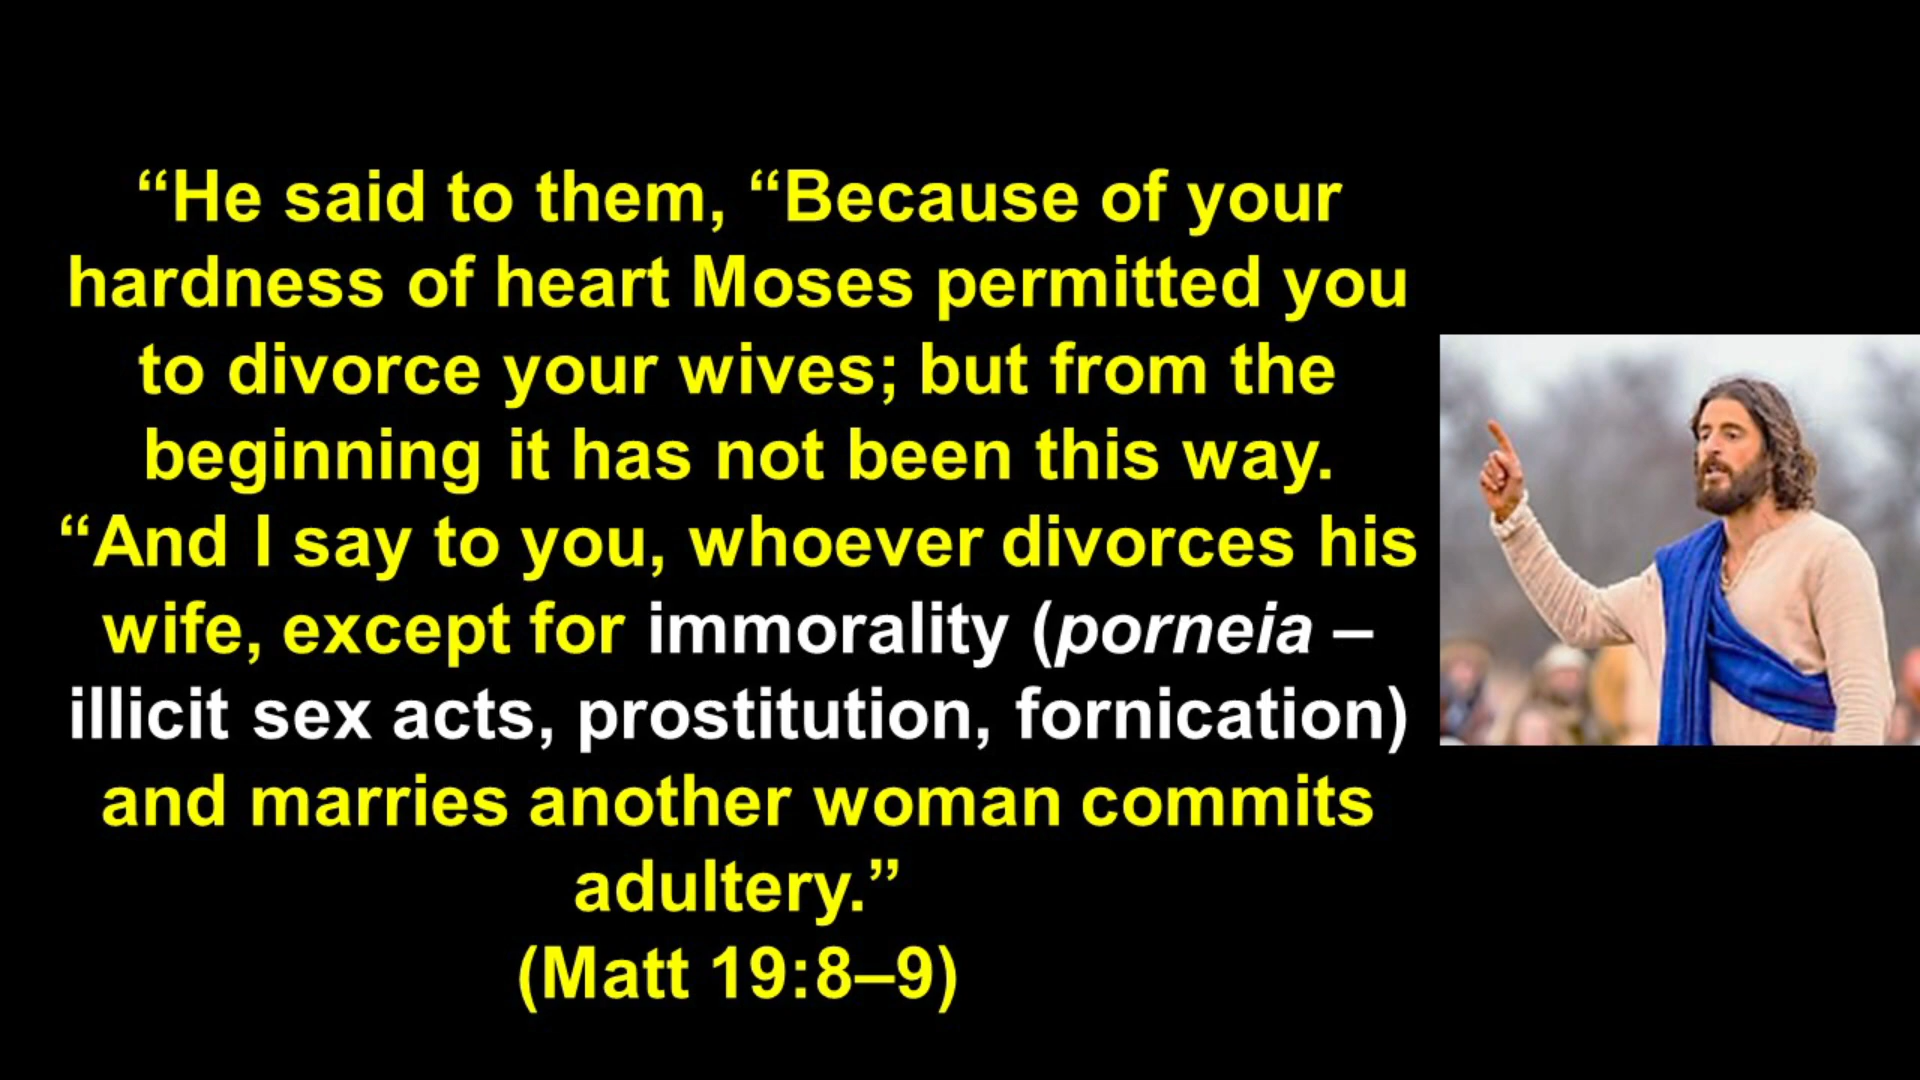 “He said to them, “Because of your
hardness of heart Moses permitted you
to divorce your wives; but from the
beginning it has not been this way.
“And I say to you, whoever divorces his
wife, except for immorality (porneia –
illicit sex acts, prostitution, fornication)
and marries another woman commits
adultery.”
(Matt 19:8–9)